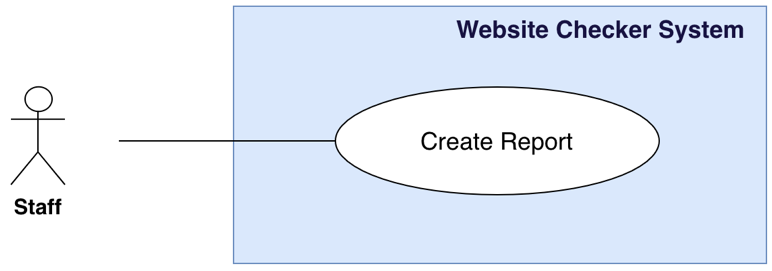 Website Checker System
Create Report
Staff